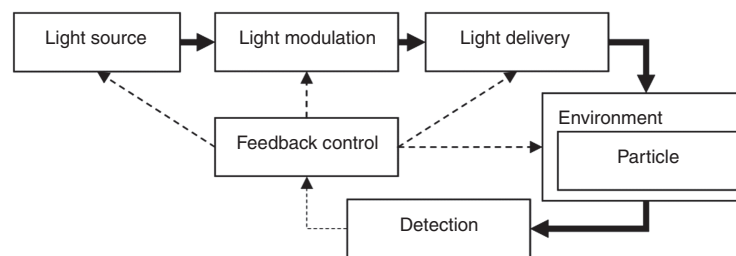 Light source
Light modulation
Light delivery
Environment
Feedback control
Particle
Detection